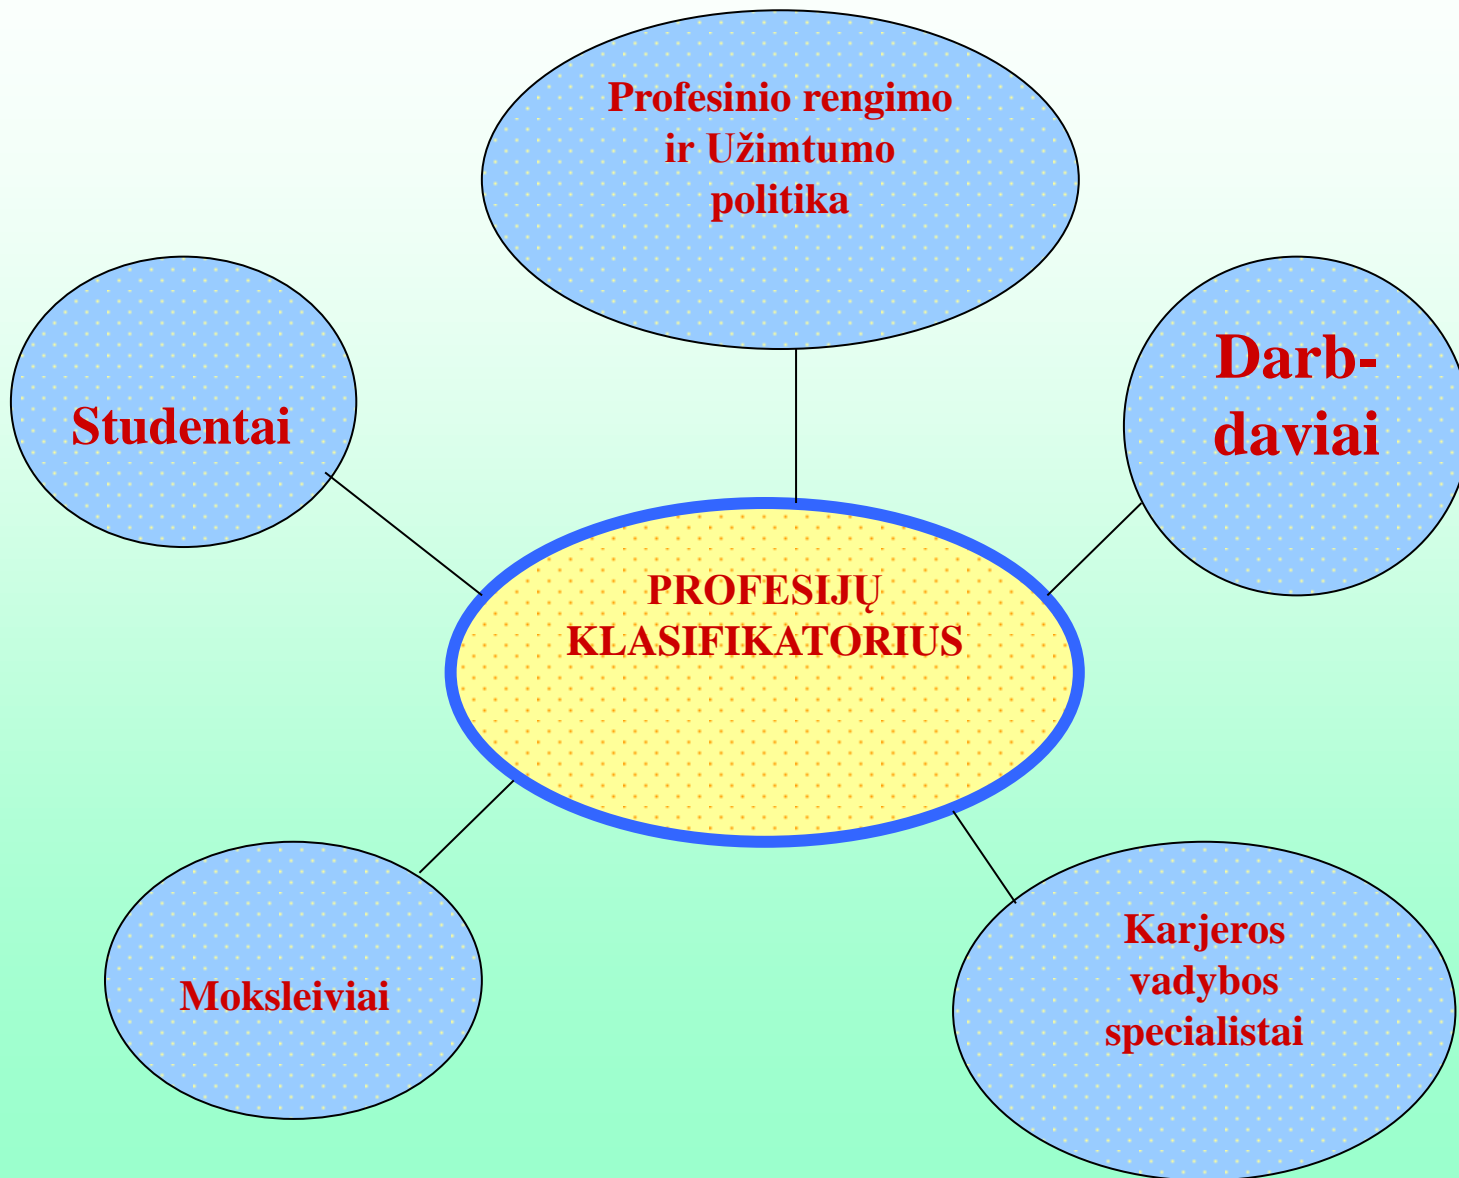 Profesinio rengimo
ir Užimtumo
politika
Studentai
Darb-
daviai
PROFESIJŲ
KLASIFIKATORIUS
Moksleiviai
Karjeros
vadybos
specialistai